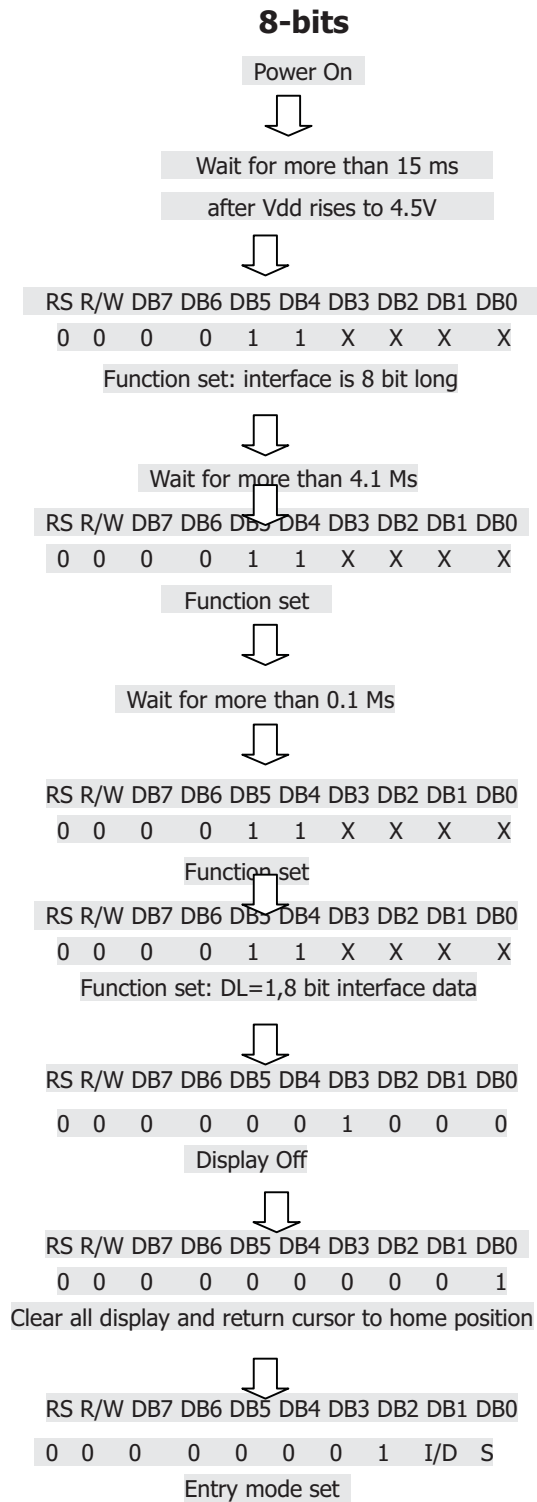 8-bits
Power On
Wait for more than 15 ms
after Vdd rises to 4.5V
RS R/W DB7 DB6 DB5 DB4 DB3 DB2 DB1 DB0
0 0 0 0 1 1 X X X X
Function set: interface is 8 bit long
Wait for more than 4.1 Ms
RS R/W DB7 DB6 DB5 DB4 DB3 DB2 DB1 DB0
0 0 0 0 1 1 X X X X
Function set
Wait for more than 0.1 Ms
RS R/W DB7 DB6 DB5 DB4 DB3 DB2 DB1 DB0
0 0 0 0 1 1 X X X X
Function set
RS R/W DB7 DB6 DB5 DB4 DB3 DB2 DB1 DB0
0 0 0 0 1 1 X X X X
Function set: DL=1,8 bit interface data
RS R/W DB7 DB6 DB5 DB4 DB3 DB2 DB1 DB0
0 0 0 0 0 0 1 0 0 0
Display Off
RS R/W DB7 DB6 DB5 DB4 DB3 DB2 DB1 DB0
0 0 0 0 0 0 0 0 0 1
Clear all display and return cursor to home position
RS R/W DB7 DB6 DB5 DB4 DB3 DB2 DB1 DB0
0 0 0 0 0 0 0 1 I/D S
Entry mode set